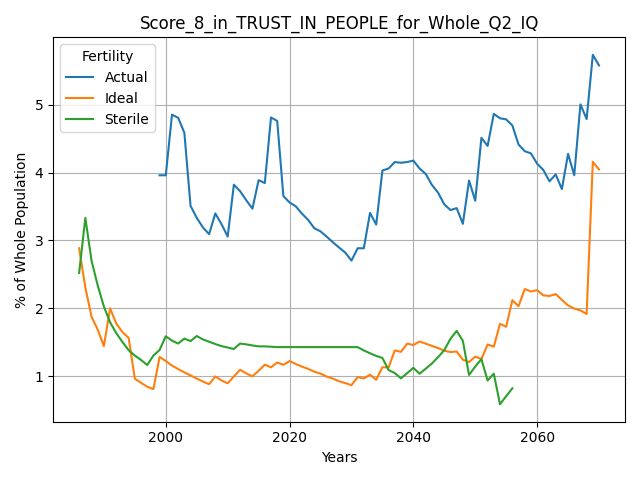 Score_8_in_TRUST_IN_PEOPLE_for_Whole_Q2_IQ
Fertility
Actual
Ideal
Sterile
% of Whole Population
5
4
3
2
1
2000 2020 2040 2060
Years